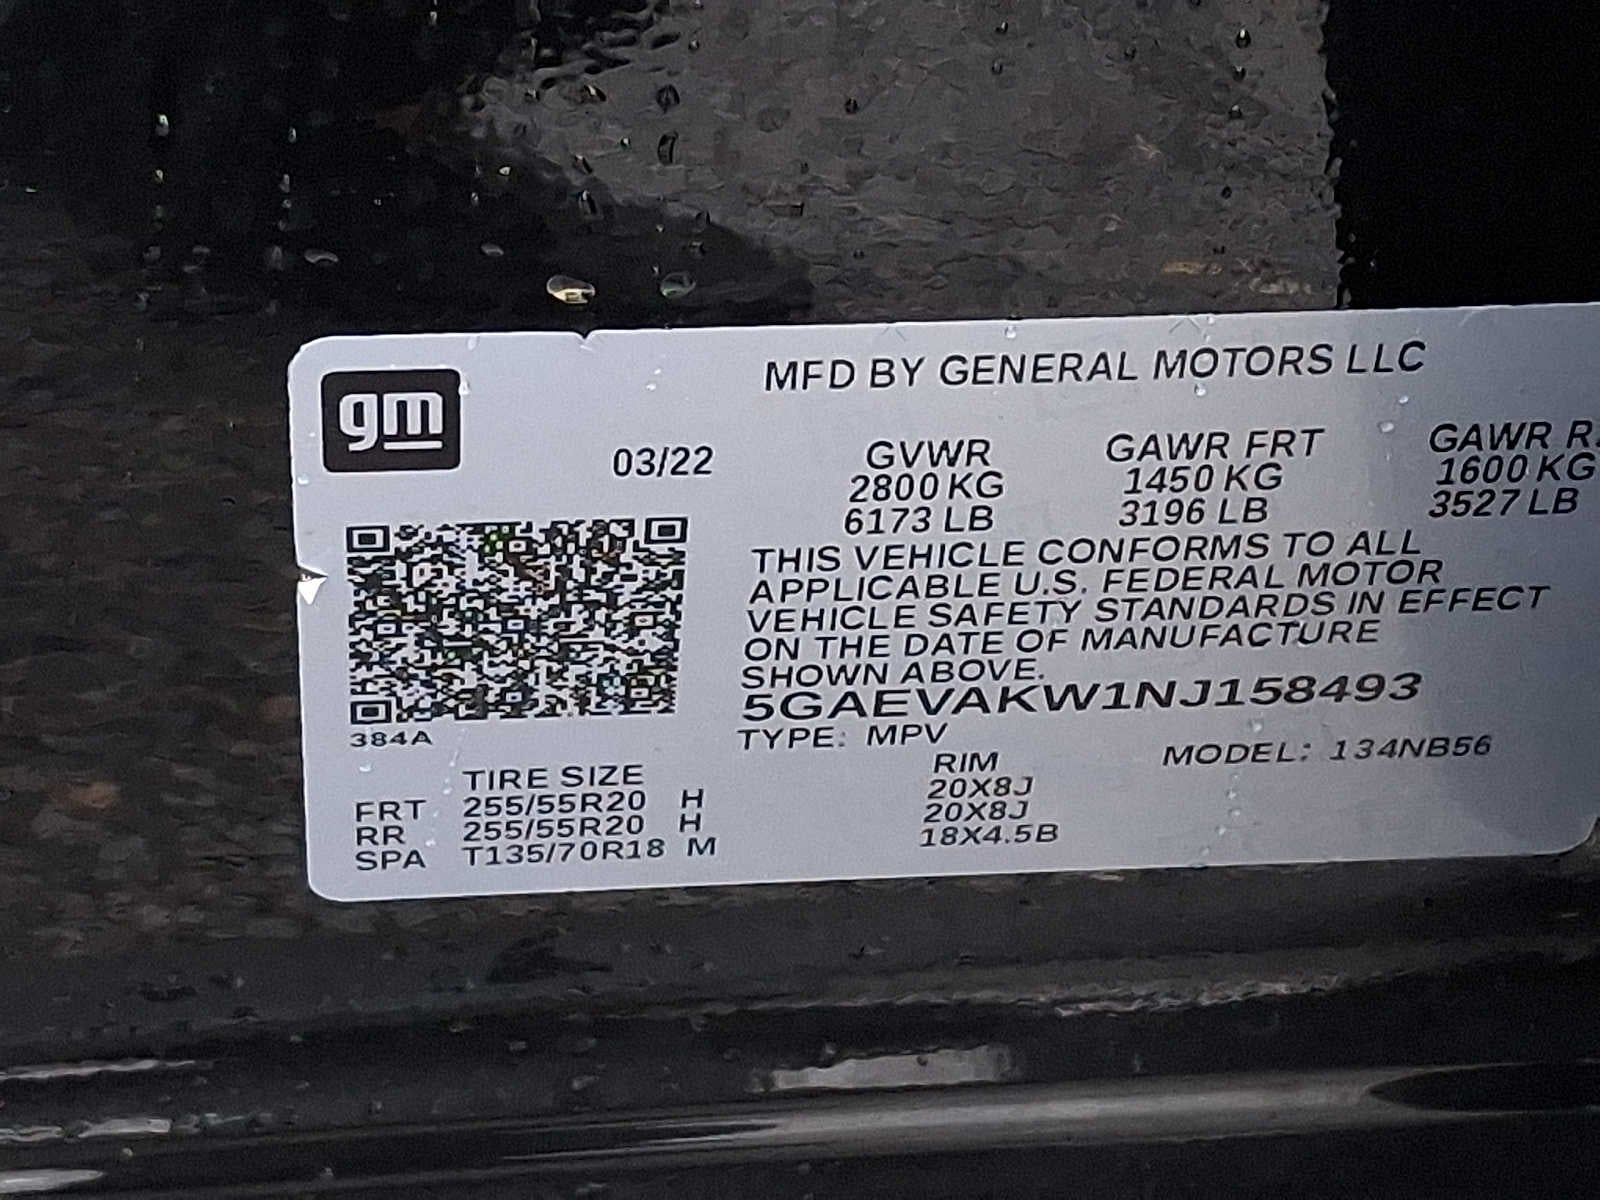 gm
MFD BY GENERAL MOTORS LLC
03/22
GVWR GAWR FRT GAWR
2800 KG 1450 KG 1600 KG
6173 LB 3196 LB 3527 LB
THIS VEHICLE CONFORMS TO ALL
APPLICABLE U.S. FEDERAL MOTOR
VEHICLE SAFETY STANDARDS IN EFFECT
ON THE DATE OF MANUFACTURE
SHOWN ABOVE.
5GAEVAKW1NJ158493
384A
TYPE: MPV MODEL: 134NB56
TIRE SIZE RIM
FRT 255/55R20 H 20X8J
RR 255/55R20 H 20X8J
SPA T135/70R18 M 18X4.5B